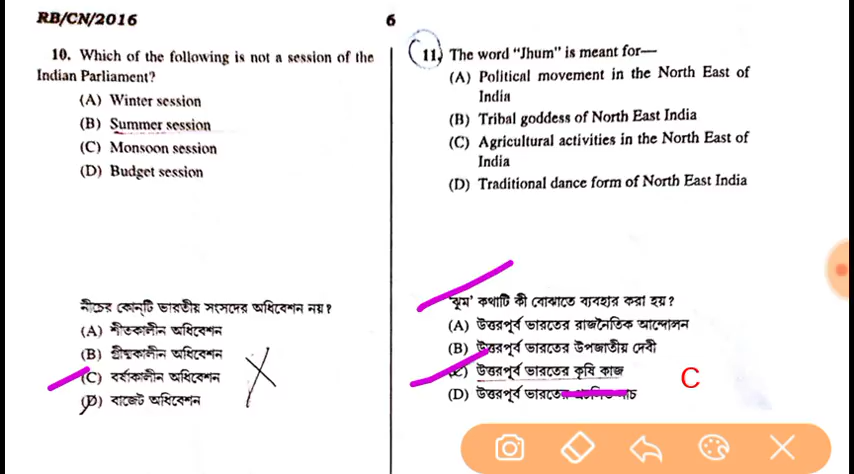 RB/CN/2016
6
10. Which of the following is not a session of the
Indian Parliament?
(A) Winter session
(B) Summer session
(C) Monsoon session
(D) Budget session
নীচের কোন্‌টি ভারতীয় সংসদের অধিবেশন নয়?
(A) শীতকালীন অধিবেশন
(B) গ্রীষ্মকালীন অধিবেশন
(C) বর্ষাকালীন অধিবেশন
(D) বাজেট অধিবেশন
11. The word “Jhum” is meant for—
(A) Political movement in the North East of
India
(B) Tribal goddess of North East India
(C) Agricultural activities in the North East of
India
(D) Traditional dance form of North East India
‘ঝুম’ কথাটি কী বোঝাতে ব্যবহার করা হয়?
(A) উত্তরপূর্ব ভারতের রাজনৈতিক আন্দোলন
(B) উত্তরপূর্ব ভারতের উপজাতীয় দেবী
(C) উত্তরপূর্ব ভারতের কৃষি কাজ
(D) উত্তরপূর্ব ভারতের প্রচলিত নাচ
C